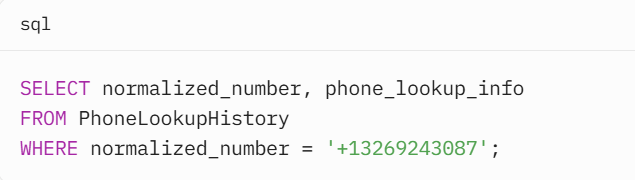 sql
SELECT normalized_number, phone_lookup_info
FROM PhoneLookupHistory
WHERE normalized_number = '+13269243087';